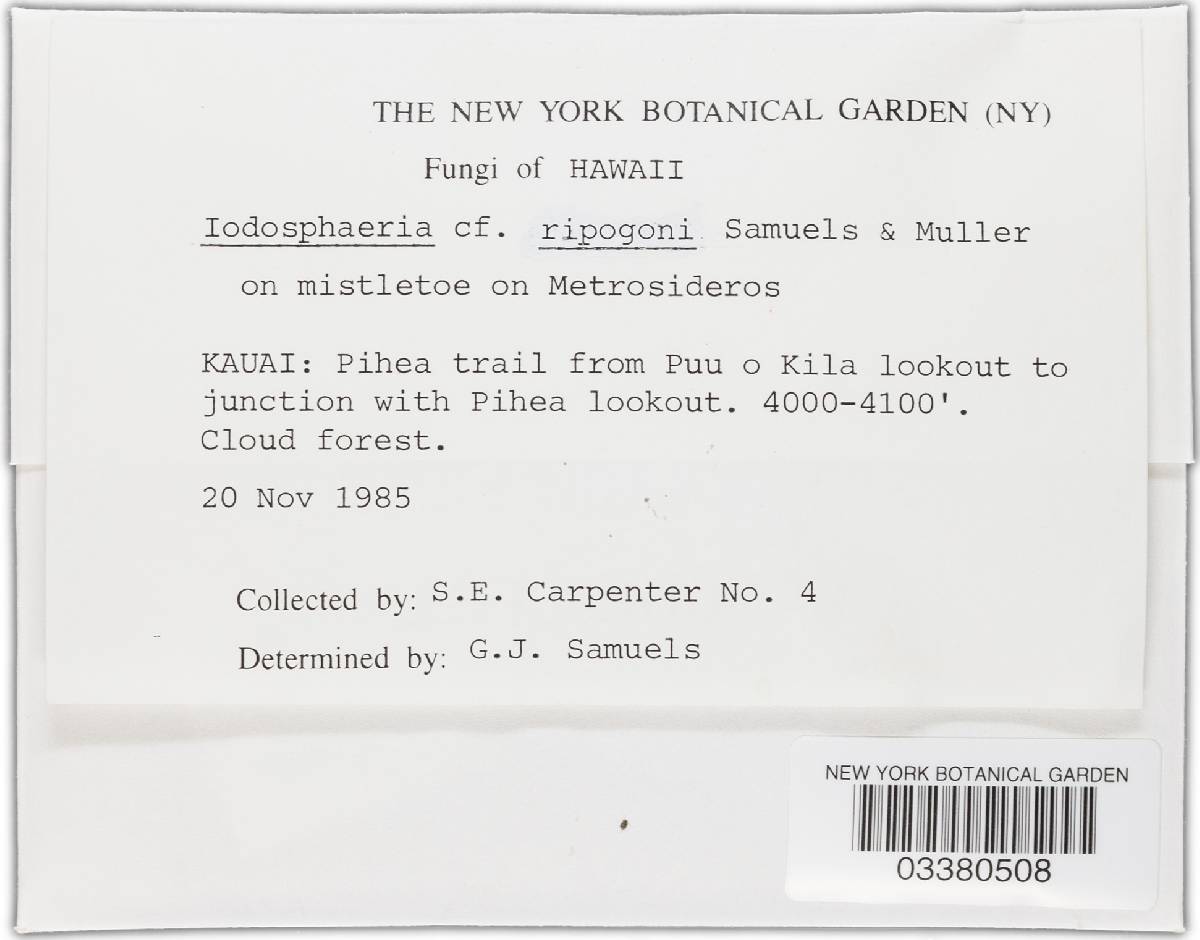 THE NEW YORK BOTANICAL GARDEN (NY)
Fungi of HAWAII
Iodosphaeria cf. ripogoni Samuels & Muller
on mistletoe on Metrosideros
KAUAI: Pihea trail from Puu o Kila lookout to
junction with Pihea lookout. 4000-4100'.
Cloud forest.
20 Nov 1985
Collected by: S.E. Carpenter No. 4
Determined by: G.J. Samuels
NEW YORK BOTANICAL GARDEN
03380508